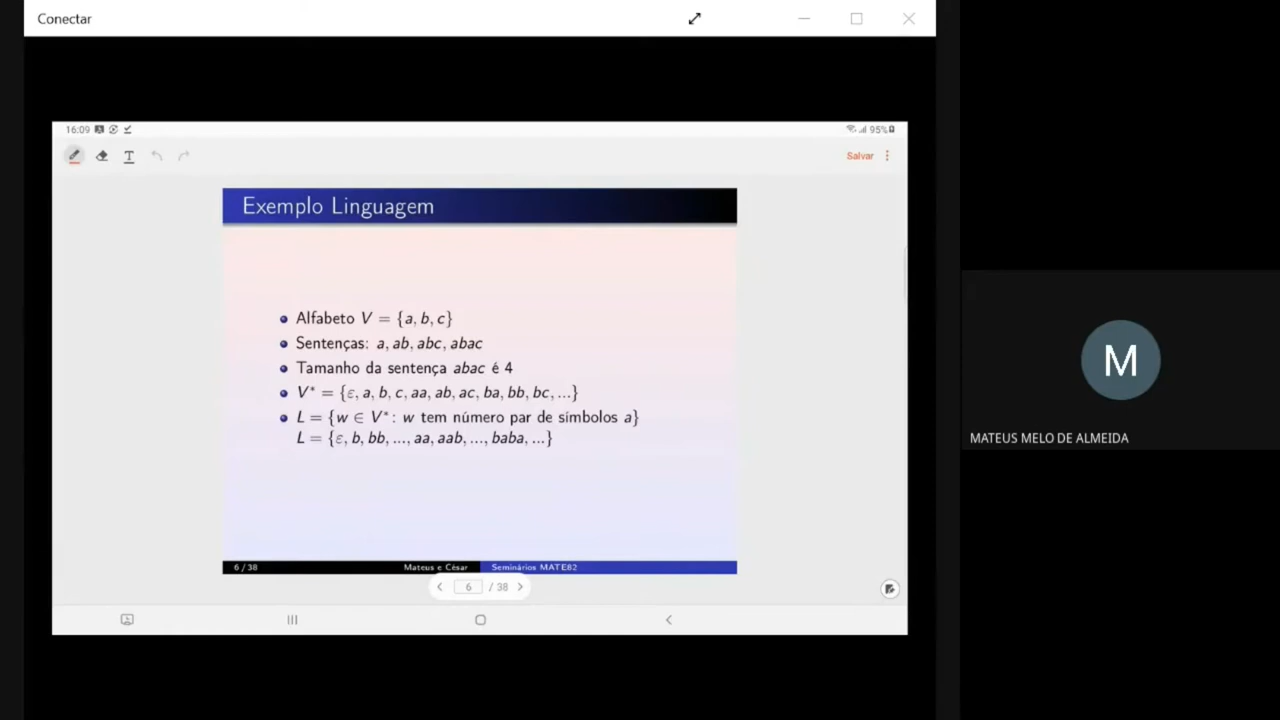 Conectar
16:09
95%
T
Salvar
Exemplo Linguagem
Alfabeto V = {a, b, c}
Sentenças: a, ab, abc, abac
Tamanho da sentença abac é 4
V* = {ε, a, b, c, aa, ab, ac, ba, bb, bc, ...}
L = {w ∈ V* : w tem número par de símbolos a}
L = {ε, b, bb, ..., aa, aab, ..., baba, ...}
6 / 38 Mateus e César Seminários MATE82
6 / 38
M
MATEUS MELO DE ALMEIDA